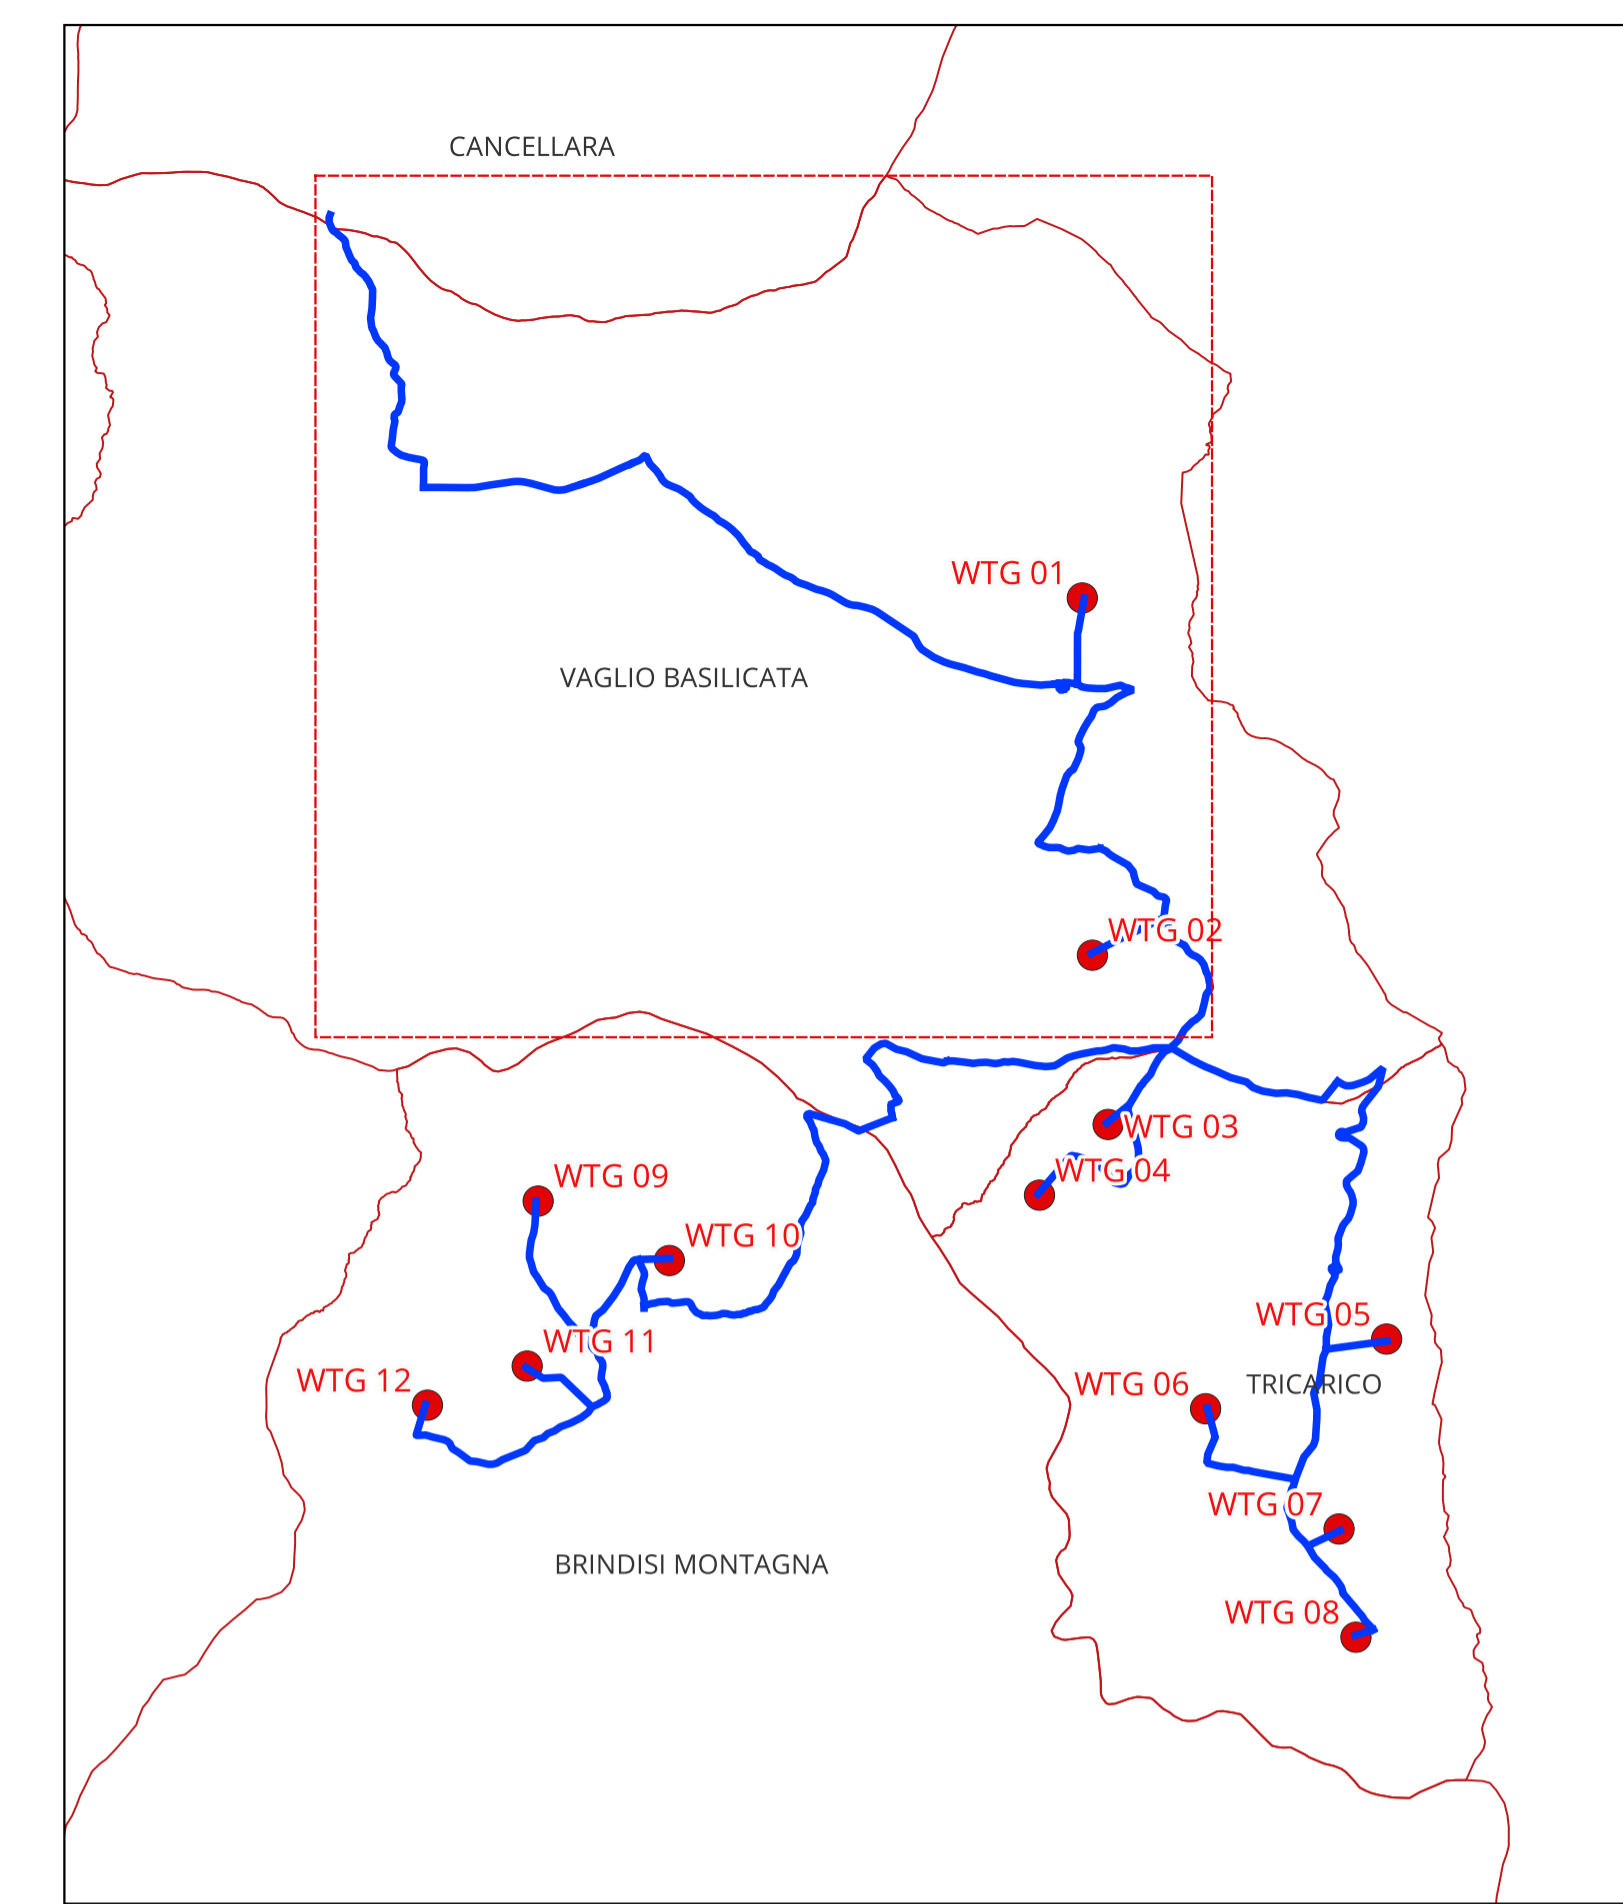 CANCELLARA
WTG 01
VAGLIO BASILICATA
WTG 02
WTG 03
WTG 04
WTG 09
WTG 10
WTG 05
WTG 11
WTG 12
WTG 06
TRICARICO
WTG 07
BRINDISI MONTAGNA
WTG 08